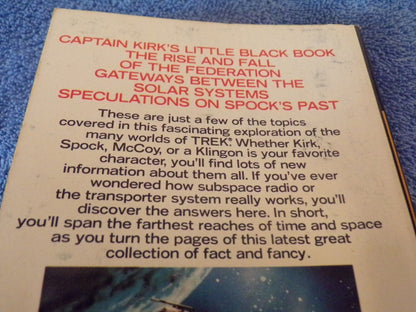 CAPTAIN KIRK'S LITTLE BLACK BOOK
THE RISE AND FALL
OF THE FEDERATION
GATEWAYS BETWEEN THE
SOLAR SYSTEMS
SPECULATIONS ON SPOCK'S PAST
These are just a few of the topics
covered in this fascinating exploration of the
many worlds of TREK®. Whether Kirk,
Spock, McCoy, or a Klingon is your favorite
character, you'll find lots of new
information about them all. If you've ever
wondered how subspace radio or
the transporter system really works, you'll
discover the answers here. In short,
you'll span the farthest reaches of time and space
as you turn the pages of this latest great
collection of fact and fancy.